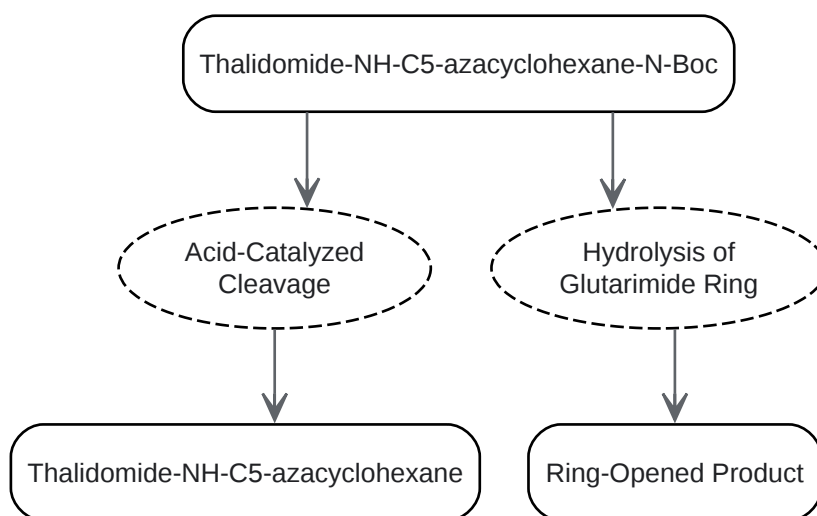 Thalidomide-NH-C5-azacyclohexane-N-Boc
Acid-Catalyzed
Cleavage
Hydrolysis of
Glutarimide Ring
Thalidomide-NH-C5-azacyclohexane
Ring-Opened Product